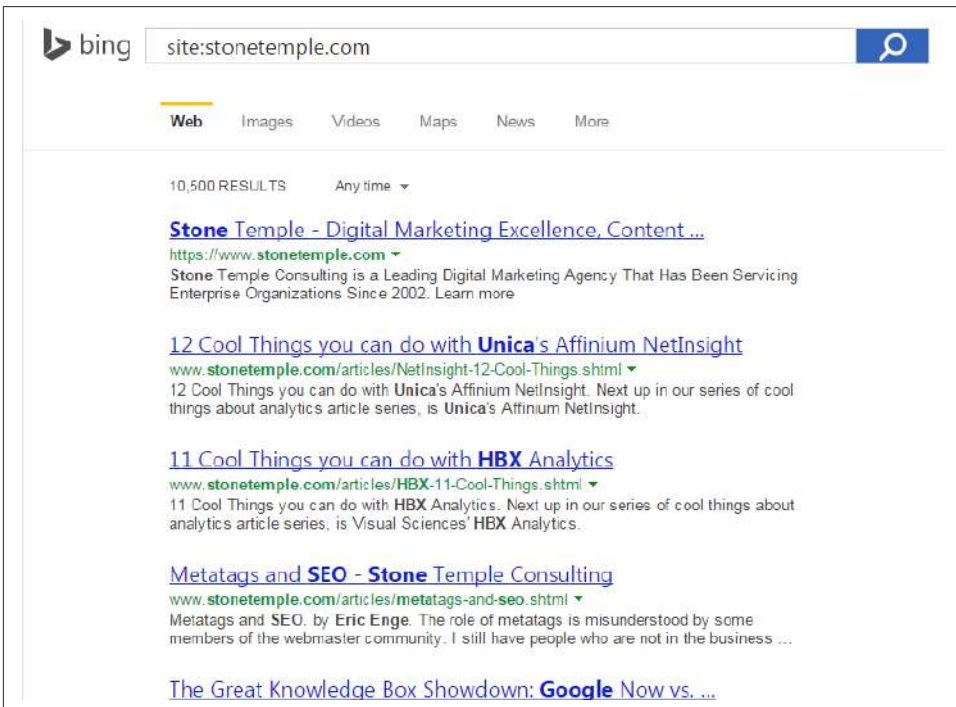 bing site:stonetemple.com
Web Images Videos Maps News More
10,500 RESULTS Any time
Stone Temple - Digital Marketing Excellence, Content ...
https://www.stonetemple.com
Stone Temple Consulting is a Leading Digital Marketing Agency That Has Been Servicing
Enterprise Organizations Since 2002. Learn more
12 Cool Things you can do with Unica's Affinium NetInsight
www.stonetemple.com/articles/NetInsight-12-Cool-Things.shtml
12 Cool Things you can do with Unica's Affinium NetInsight. Next up in our series of cool
things about analytics article series, is Unica's Affinium NetInsight.
11 Cool Things you can do with HBX Analytics
www.stonetemple.com/articles/HBX-11-Cool-Things.shtml
11 Cool Things you can do with HBX Analytics. Next up in our series of cool things about
analytics article series, is Visual Sciences' HBX Analytics.
Metatags and SEO - Stone Temple Consulting
www.stonetemple.com/articles/metatags-and-seo.shtml
Metatags and SEO. by Eric Enge. The role of metatags is misunderstood by some
members of the webmaster community. I still have people who are not in the business ...
The Great Knowledge Box Showdown: Google Now vs. ...